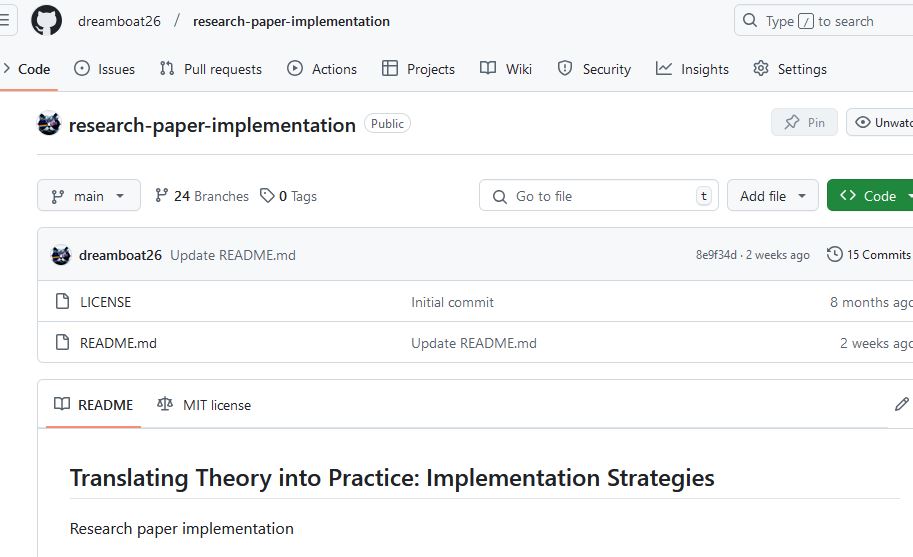 dreamboat26 / research-paper-implementation Type / to search
Code Issues Pull requests Actions Projects Wiki Security Insights Settings
research-paper-implementation Public Pin Unwatc
main 24 Branches 0 Tags Go to file t Add file Code
dreamboat26 Update README.md 8e9f34d · 2 weeks ago 15 Commits
LICENSE Initial commit 8 months ago
README.md Update README.md 2 weeks ago
README MIT license
Translating Theory into Practice: Implementation Strategies
Research paper implementation